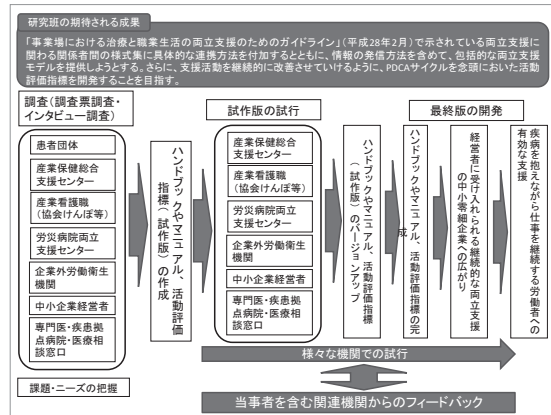 研究班の期待される成果
「事業場における治療と職業生活の両立支援のためのガイドライン」(平成28年2月)で示されている両立支援に
関わる関係者間の様式集に具体的な連携方法を付加するとともに、情報の発信方法を含めて、包括的な両立支援
モデルを提供しようとする。さらに、支援活動を継続的に改善させていけるように、PDCAサイクルを念頭においた活動
評価指標を開発することを目指す。
調査(調査票調査・
インタビュー調査)
患者団体
産業保健総合
支援センター
産業看護職
(協会けんぽ等)
労災病院両立
支援センター
企業外労働衛生
機関
中小企業経営者
専門医・疾患拠
点病院・医療相
談窓口
課題・ニーズの把握
ハンドブックやマニュアル、活動評価
指標(試作版)の作成
試作版の試行
産業保健総合
支援センター
産業看護職
(協会けんぽ等)
労災病院両立
支援センター
企業外労働衛生
機関
中小企業経営者
専門医・疾患拠
点病院・医療相
談窓口
ハンドブックやマニュアル、活動評価指標
(試作版)のバージョンアップ
最終版の開発
ハンドブックやマニュアル、活動評価指標の完
成
経営者に受け入れられる継続的な両立支援
の中小零細企業への広がり
疾病を抱えながら仕事を継続する労働者への
有効な支援
様々な機関での試行
当事者を含む関連機関からのフィードバック